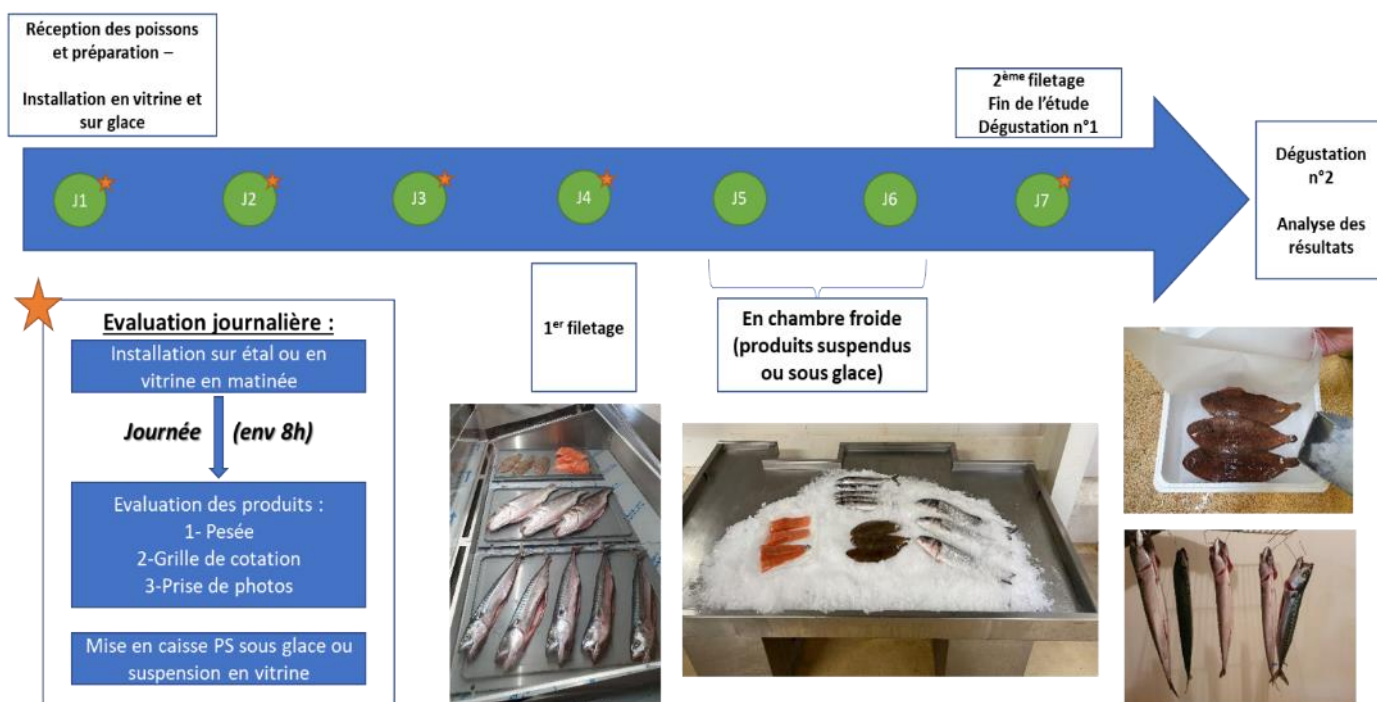 Réception des poissons
et préparation –
Installation en vitrine et
sur glace
2ème filetage
Fin de l'étude
Dégustation n°1
Dégustation
n°2
Analyse des
résultats
J1
J2
J3
J4
J5
J6
J7
1er filetage
En chambre froide
(produits suspendus
ou sous glace)
Evaluation journalière :
Installation sur étal ou en
vitrine en matinée
Journée (env 8h)
Evaluation des produits :
1- Pesée
2-Grille de cotation
3-Prise de photos
Mise en caisse PS sous glace ou
suspension en vitrine